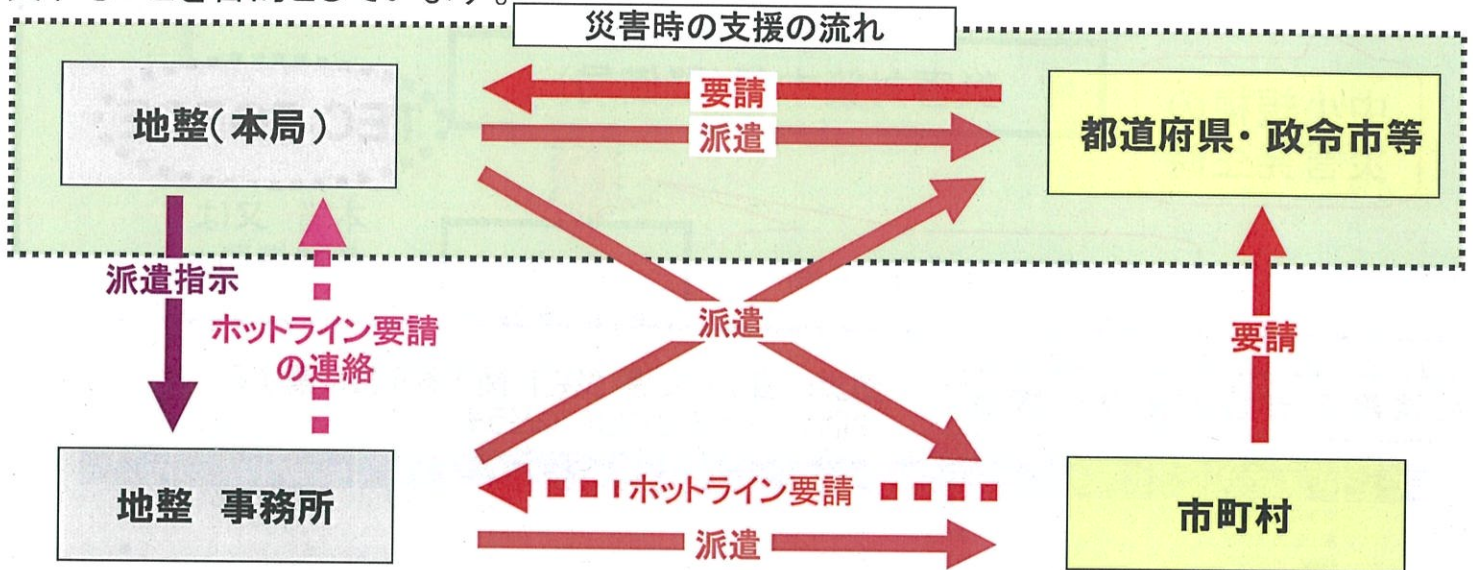 災害時の支援の流れ
地整(本局)
要請
派遣
都道府県・政令市等
派遣指示
ホットライン要請
の連絡
派遣
要請
地整 事務所
ホットライン要請
派遣
市町村